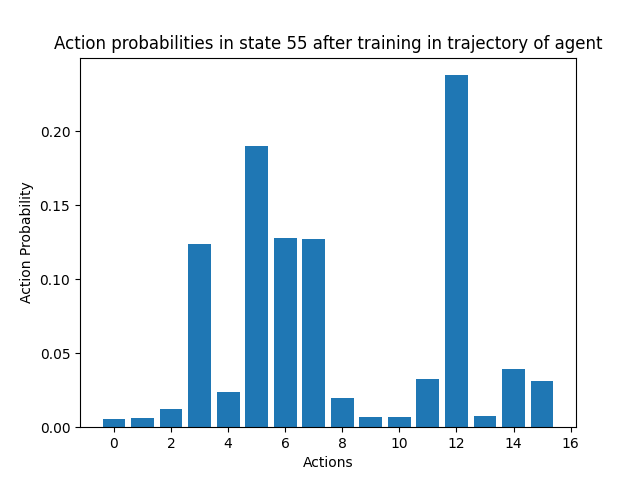 Action probabilities in state 55 after training in trajectory of agent
Action Probability
0.20
0.15
0.10
0.05
0.00
0 2 4 6 8 10 12 14 16
Actions